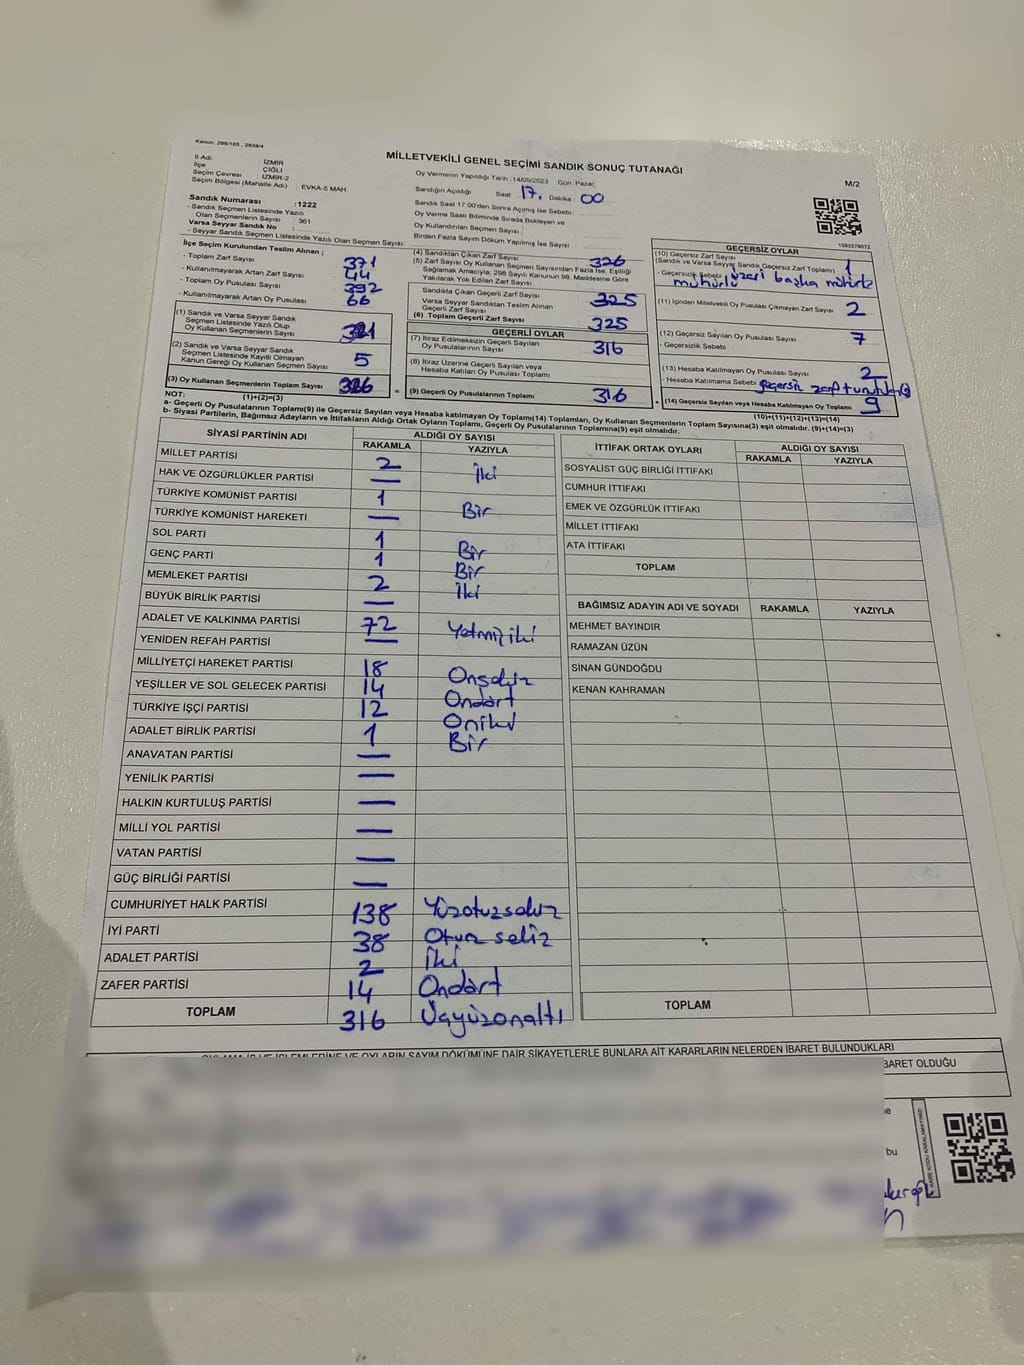 Kanun: 298/105 , 2839/4
MİLLETVEKİLİ GENEL SEÇİMİ SANDIK SONUÇ TUTANAĞI
M/2
İl Adı : İZMİR
İlçe : ÇİĞLİ
Seçim Çevresi : İZMİR-2
Seçim Bölgesi (Mahalle Adı) : EVKA-5 MAH.
Sandık Numarası :1222
- Sandık Seçmen Listesinde Yazılı
Olan Seçmenlerin Sayısı : 361
Varsa Seyyar Sandık No :
- Seyyar Sandık Seçmen Listesinde Yazılı Olan Seçmen Sayısı:
Oy Vermenin Yapıldığı Tarih :14/05/2023 Gün: Pazar
Sandığın Açıldığı Saat: 17. Dakika 00
Sandık Saat 17:00'den Sonra Açılmış İse Sebebi :
Oy Verme Saati Bitiminde Sırada Bekleyen ve
Oy Kullandırılan Seçmen Sayısı :
Birden Fazla Sayım Döküm Yapılmış İse Sayısı :
1083579072
İlçe Seçim Kurulundan Teslim Alınan ;
- Toplam Zarf Sayısı 371
- Kullanılmayarak Artan Zarf Sayısı 44
- Toplam Oy Pusulası Sayısı 392
- Kullanılmayarak Artan Oy Pusulası 66
(1) Sandık ve Varsa Seyyar Sandık
Seçmen Listesinde Yazılı Olup
Oy Kullanan Seçmenlerin Sayısı 321
(2) Sandık ve Varsa Seyyar Sandık
Seçmen Listesinde Kayıtlı Olmayan
Kanun Gereği Oy Kullanan Seçmen Sayısı 5
(3) Oy Kullanan Seçmenlerin Toplam Sayısı 326
(1)+(2)=(3)
(4) Sandıktan Çıkan Zarf Sayısı 326
(5) Zarf Sayısı Oy Kullanan Seçmen Sayısından Fazla İse, Eşitliği
Sağlamak Amacıyla; 298 Sayılı Kanunun 98. Maddesine Göre
Yakılarak Yok Edilen Zarf Sayısı
Sandıkta Çıkan Geçerli Zarf Sayısı 325
Varsa Seyyar Sandıktan Teslim Alınan
Geçerli Zarf Sayısı
(6) Toplam Geçerli Zarf Sayısı 325
GEÇERLİ OYLAR
(7) İtiraz Edilmeksizin Geçerli Sayılan
Oy Pusulalarının Sayısı 316
(8) İtiraz Üzerine Geçerli Sayılan veya
Hesaba Katılan Oy Pusulası Toplamı
= (9) Geçerli Oy Pusulalarının Toplamı 316
GEÇERSİZ OYLAR
(10) Geçersiz Zarf Sayısı
(Sandık ve Varsa Seyyar Sandık Geçersiz Zarf Toplamı) 1
- Geçersizlik Sebebi üzeri başka mühürle
mühürlü
(11) İçinden Milletvekili Oy Pusulası Çıkmayan Zarf Sayısı 2
(12) Geçersiz Sayılan Oy Pusulası Sayısı 7
- Geçersizlik Sebebi
(13) Hesaba Katılmayan Oy Pusulası Sayısı 2
- Hesaba Katılmama Sebebi geçersiz zarf
+ (14) Geçersiz Sayılan veya Hesaba Katılmayan Oy Toplamı 9
(10)+(11)+(12)+(13)=(14)
NOT:
a- Geçerli Oy Pusulalarının Toplamı(9) ile Geçersiz Sayılan veya Hesaba katılmayan Oy Toplam(14) Toplamları, Oy Kullanan Seçmenlerin Toplam Sayısına(3) eşit olmalıdır. (9)+(14)=(3)
b- Siyasi Partilerin, Bağımsız Adayların ve İttifakların Aldığı Ortak Oyların Toplamı, Geçerli Oy Pusulalarının Toplamına(9) eşit olmalıdır.
SİYASİ PARTİNİN ADI ALDIĞI OY SAYISI
RAKAMLA YAZIYLA
MİLLET PARTİSİ 2 İki
HAK VE ÖZGÜRLÜKLER PARTİSİ —
TÜRKİYE KOMÜNİST PARTİSİ 1 Bir
TÜRKİYE KOMÜNİST HAREKETİ —
SOL PARTİ 1 Bir
GENÇ PARTİ 1 Bir
MEMLEKET PARTİSİ 2 İki
BÜYÜK BİRLİK PARTİSİ —
ADALET VE KALKINMA PARTİSİ 72 Yetmişiki
YENİDEN REFAH PARTİSİ —
MİLLİYETÇİ HAREKET PARTİSİ 18 Onsekiz
YEŞİLLER VE SOL GELECEK PARTİSİ 14 Ondört
TÜRKİYE İŞÇİ PARTİSİ 12 Oniki
ADALET BİRLİK PARTİSİ 1 Bir
ANAVATAN PARTİSİ —
YENİLİK PARTİSİ —
HALKIN KURTULUŞ PARTİSİ —
MİLLİ YOL PARTİSİ —
VATAN PARTİSİ —
GÜÇ BİRLİĞİ PARTİSİ —
CUMHURİYET HALK PARTİSİ 138 Yüzotuzsekiz
İYİ PARTİ 38 Otuz sekiz
ADALET PARTİSİ 2 İki
ZAFER PARTİSİ 14 Ondört
TOPLAM 316 Üçyüzonaltı
İTTİFAK ORTAK OYLARI ALDIĞI OY SAYISI
RAKAMLA YAZIYLA
SOSYALİST GÜÇ BİRLİĞİ İTTİFAKI
CUMHUR İTTİFAKI
EMEK VE ÖZGÜRLÜK İTTİFAKI
MİLLET İTTİFAKI
ATA İTTİFAKI
TOPLAM
BAĞIMSIZ ADAYIN ADI VE SOYADI RAKAMLA YAZIYLA
MEHMET BAYINDIR
RAMAZAN ÜZÜN
SİNAN GÜNDOĞDU
KENAN KAHRAMAN
TOPLAM
OYLAMA İŞ VE İŞLEMLERİNE VE OYLARIN SAYIM DÖKÜMÜNE DAİR ŞİKAYETLERLE BUNLARA AİT KARARLARIN NELERDEN İBARET BULUNDUKLARI
BARET OLDUĞU
bu